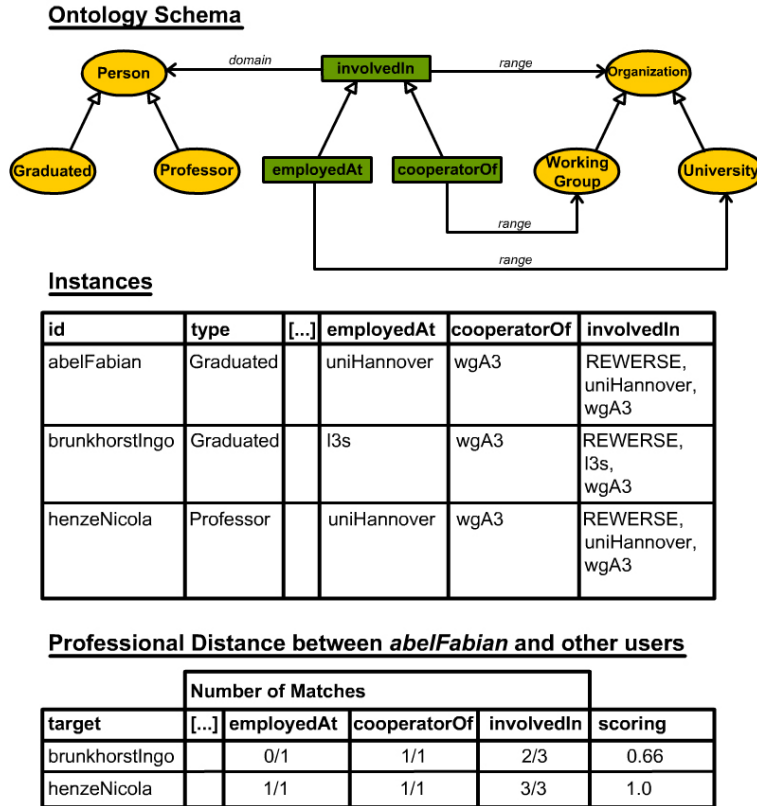 Ontology Schema
Person
domain
involvedIn
range
Organization
Graduated
Professor
employedAt
cooperatorOf
Working
Group
University
range
range
Instances
id type [...] employedAt cooperatorOf involvedIn
abelFabian Graduated uniHannover wgA3 REWERSE,
uniHannover,
wgA3
brunkhorstIngo Graduated l3s wgA3 REWERSE,
l3s,
wgA3
henzeNicola Professor uniHannover wgA3 REWERSE,
uniHannover,
wgA3
Professional Distance between abelFabian and other users
Number of Matches
target [...] employedAt cooperatorOf involvedIn scoring
brunkhorstIngo 0/1 1/1 2/3 0.66
henzeNicola 1/1 1/1 3/3 1.0